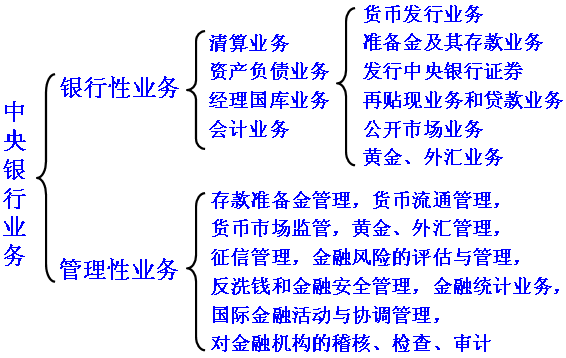 中央银行业务
银行性业务
清算业务
资产负债业务
经理国库业务
会计业务
货币发行业务
准备金及其存款业务
发行中央银行证券
再贴现业务和贷款业务
公开市场业务
黄金、外汇业务
管理性业务
存款准备金管理，货币流通管理，
货币市场监管，黄金、外汇管理，
征信管理，金融风险的评估与管理，
反洗钱和金融安全管理，金融统计业务，
国际金融活动与协调管理，
对金融机构的稽核、检查、审计